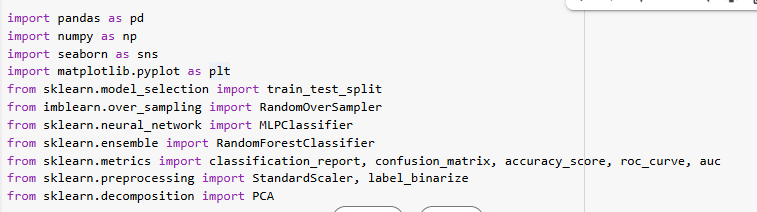 import pandas as pd
import numpy as np
import seaborn as sns
import matplotlib.pyplot as plt
from sklearn.model_selection import train_test_split
from imblearn.over_sampling import RandomOverSampler
from sklearn.neural_network import MLPClassifier
from sklearn.ensemble import RandomForestClassifier
from sklearn.metrics import classification_report, confusion_matrix, accuracy_score, roc_curve, auc
from sklearn.preprocessing import StandardScaler, label_binarize
from sklearn.decomposition import PCA